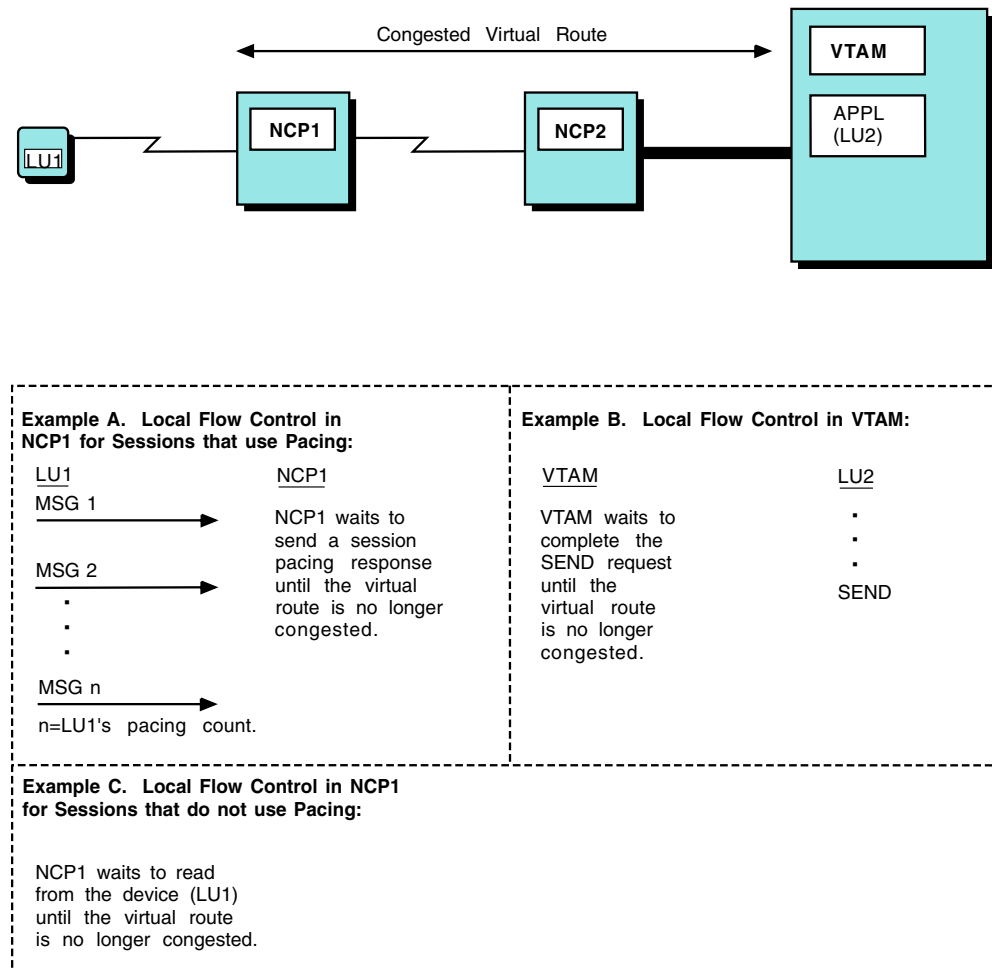 Congested Virtual Route
VTAM
APPL
(LU2)
NCP1
NCP2
LU1
Example A. Local Flow Control in
NCP1 for Sessions that use Pacing:
LU1
NCP1
MSG 1
MSG 2
.
.
.
MSG n
n=LU1's pacing count.
NCP1 waits to
send a session
pacing response
until the virtual
route is no longer
congested.
Example B. Local Flow Control in VTAM:
VTAM
LU2
VTAM waits to
complete the
SEND request
until the
virtual route
is no longer
congested.
.
.
.
SEND
Example C. Local Flow Control in NCP1
for Sessions that do not use Pacing:
NCP1 waits to read
from the device (LU1)
until the virtual route
is no longer congested.